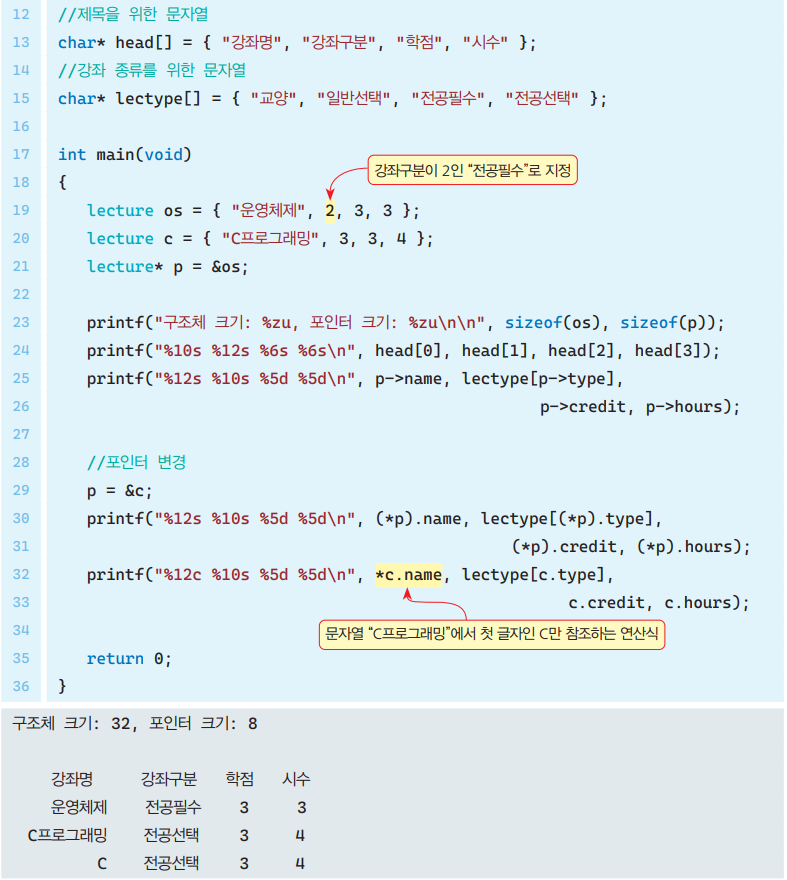 12 //제목을 위한 문자열
13 char* head[] = { "강좌명", "강좌구분", "학점", "시수" };
14 //강좌 종류를 위한 문자열
15 char* lectype[] = { "교양", "일반선택", "전공필수", "전공선택" };
16
17 int main(void)
강좌구분이 2인 “전공필수”로 지정
18 {
19 lecture os = { "운영체제", 2, 3, 3 };
20 lecture c = { "C프로그래밍", 3, 3, 4 };
21 lecture* p = &os;
22
23 printf("구조체 크기: %zu, 포인터 크기: %zu\n\n", sizeof(os), sizeof(p));
24 printf("%10s %12s %6s %6s\n", head[0], head[1], head[2], head[3]);
25 printf("%12s %10s %5d %5d\n", p->name, lectype[p->type],
26 p->credit, p->hours);
27
28 //포인터 변경
29 p = &c;
30 printf("%12s %10s %5d %5d\n", (*p).name, lectype[(*p).type],
31 (*p).credit, (*p).hours);
32 printf("%12c %10s %5d %5d\n", *c.name, lectype[c.type],
33 c.credit, c.hours);
34
문자열 “C프로그래밍”에서 첫 글자인 C만 참조하는 연산식
35 return 0;
36 }
구조체 크기: 32, 포인터 크기: 8
강좌명 강좌구분 학점 시수
운영체제 전공필수 3 3
C프로그래밍 전공선택 3 4
C 전공선택 3 4